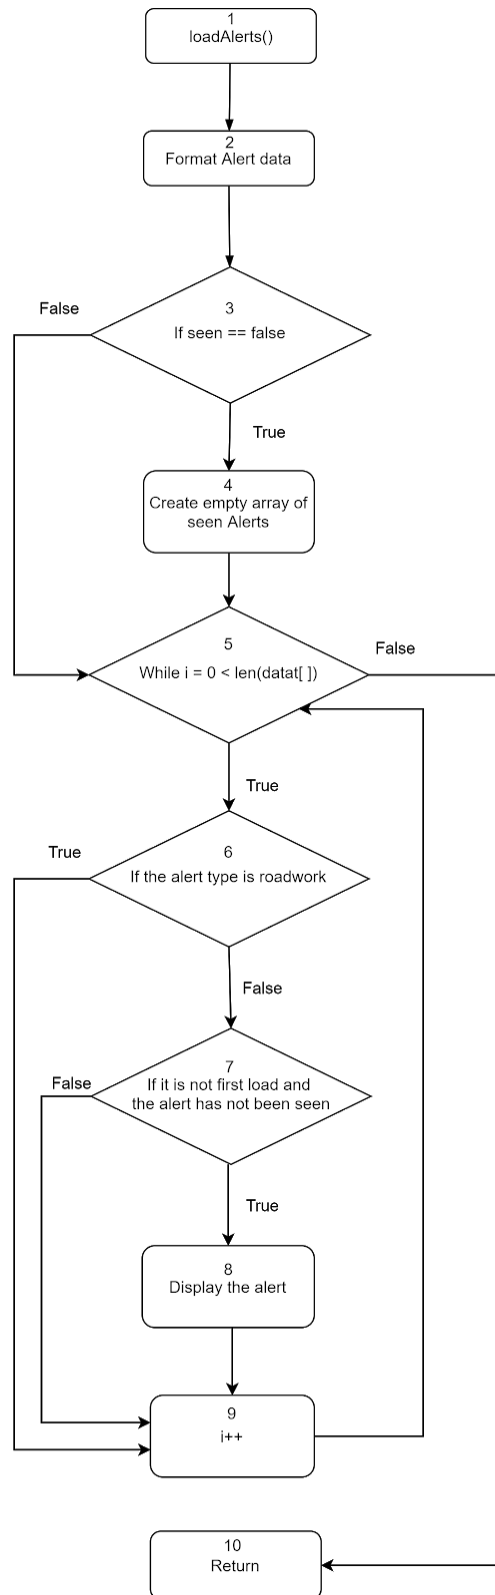 1
loadAlerts()
2
Format Alert data
False
3
If seen == false
True
4
Create empty array of
seen Alerts
5
False
While i = 0 < len(datat[ ])
True
True
6
If the alert type is roadwork
False
7
False
If it is not first load and
the alert has not been seen
True
8
Display the alert
9
i++
10
Return